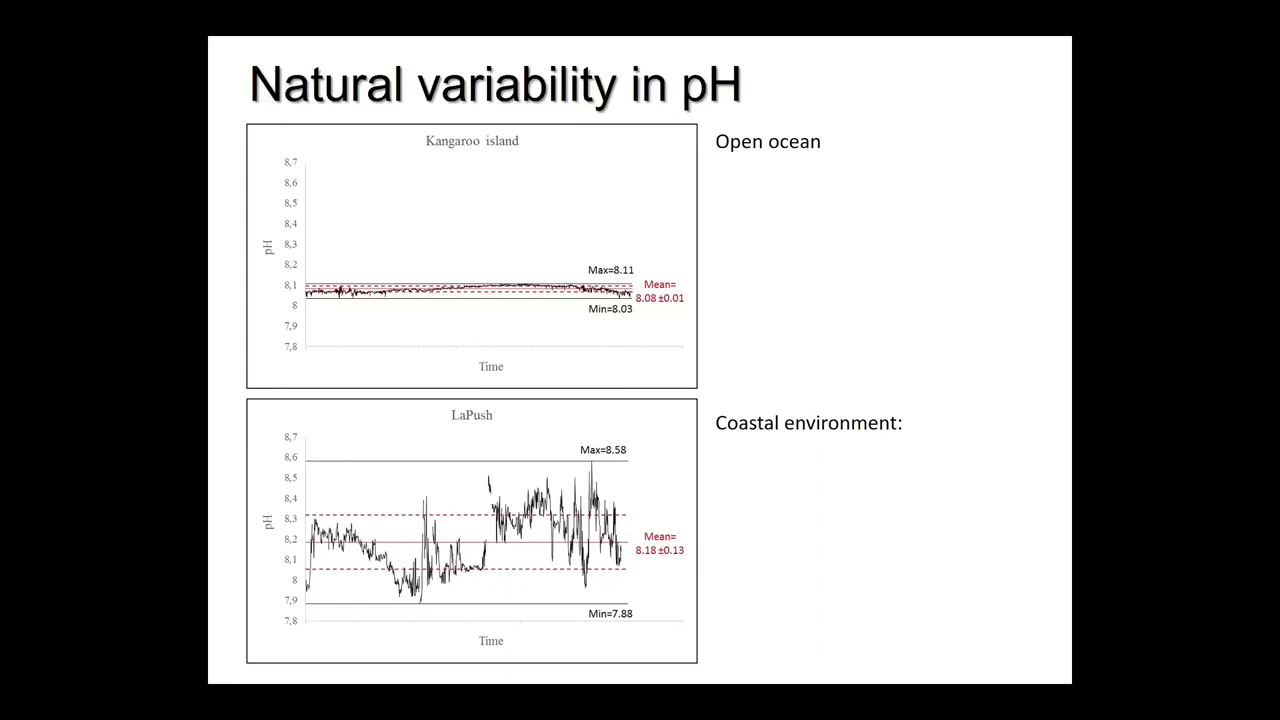 Natural variability in pH
Kangaroo island
8,7
8,6
8,5
8,4
8,3
8,2
8,1
8
7,9
7,8
pH
Time
Max=8.11
Mean=
8.08 ±0.01
Min=8.03
Open ocean
LaPush
8,7
8,6
8,5
8,4
8,3
8,2
8,1
8
7,9
7,8
pH
Time
Max=8.58
Mean=
8.18 ±0.13
Min=7.88
Coastal environment: